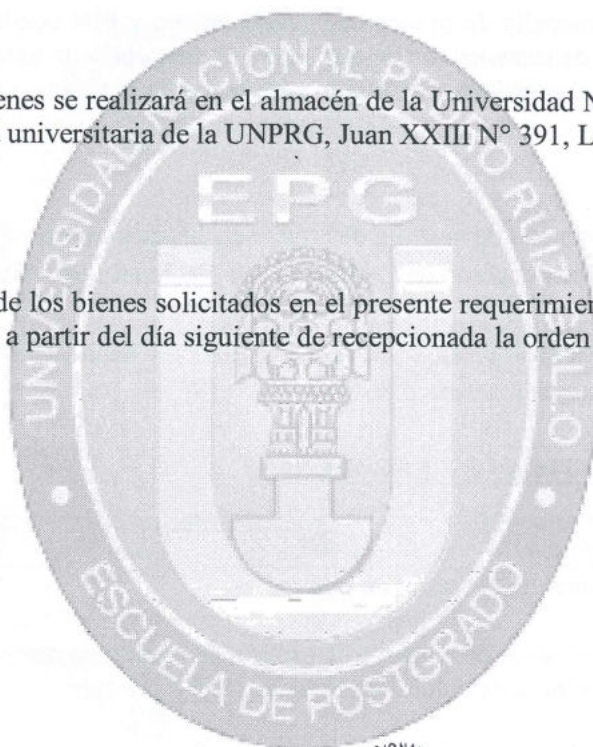 UNIVERSIDAD NACIONAL PEDRO RUIZ GALLO
enes se realizará en el almacén de la Universidad N
universitaria de la UNPRG, Juan XXIII N° 391, L
EPG
de los bienes solicitados en el presente requerimien
a partir del día siguiente de recepcionada la orden
ESCUELA DE POSTGRADO